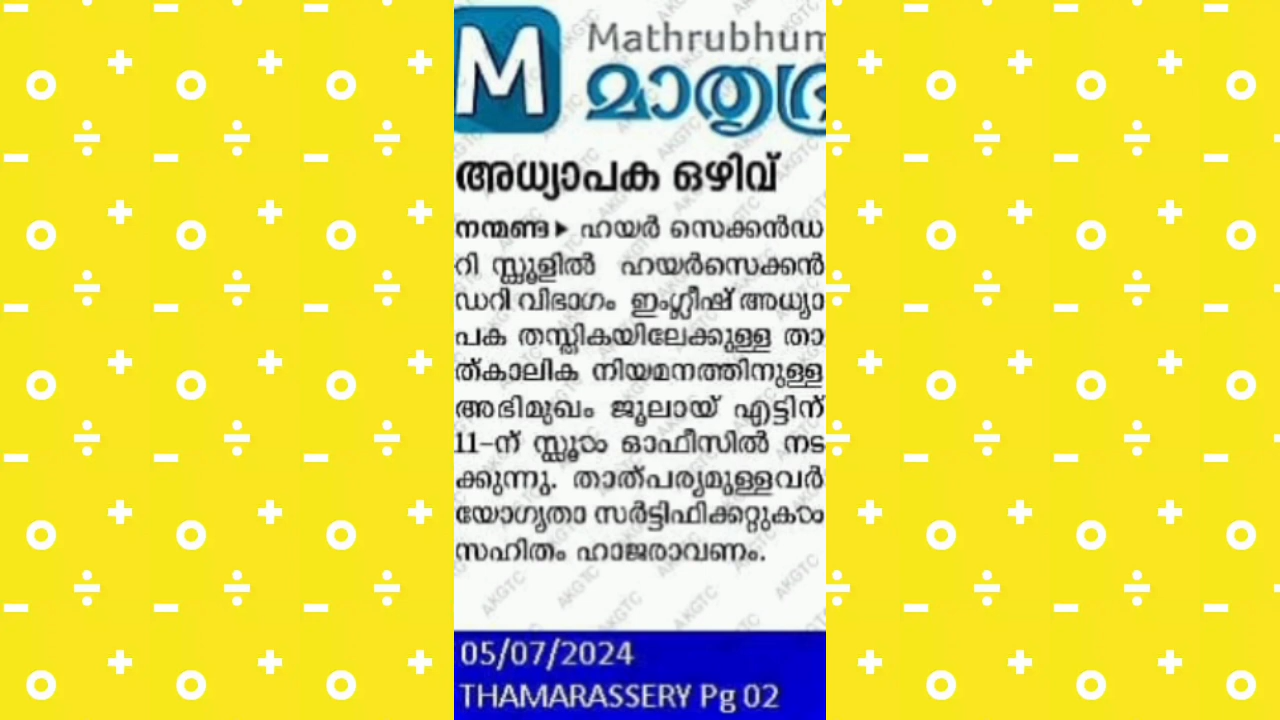 M Mathrubhum
മാതൃഭൂ
അധ്യാപക ഒഴിവ്
നന്മണ്ട ▸ ഹയർ സെക്കൻഡ
റി സ്കൂളിൽ ഹയർസെക്കൻ
ഡറി വിഭാഗം ഇംഗ്ലീഷ് അധ്യാ
പക തസ്തികയിലേക്കുള്ള താ
ത്കാലിക നിയമനത്തിനുള്ള
അഭിമുഖം ജൂലായ് എട്ടിന്
11-ന് സ്കൂൾ ഓഫീസിൽ നട
ക്കുന്നു. താത്പര്യമുള്ളവർ
യോഗ്യതാ സർട്ടിഫിക്കറ്റുകൾ
സഹിതം ഹാജരാവണം.
AKGTC
05/07/2024
THAMARASSERY Pg 02